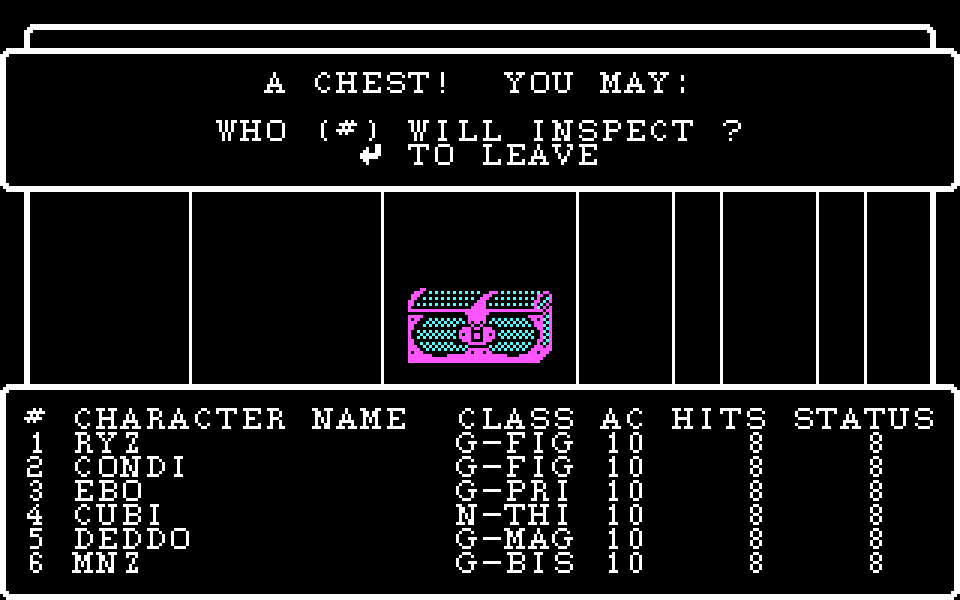 A CHEST!  YOU MAY:
WHO (#) WILL INSPECT ?
↵ TO LEAVE
# CHARACTER NAME  CLASS AC HITS STATUS
1 RYZ G-FIG 10 8 8
2 CONDI G-FIG 10 8 8
3 EBO G-PRI 10 8 8
4 CUBI N-THI 10 8 8
5 DEDDO G-MAG 10 8 8
6 MNZ G-BIS 10 8 8